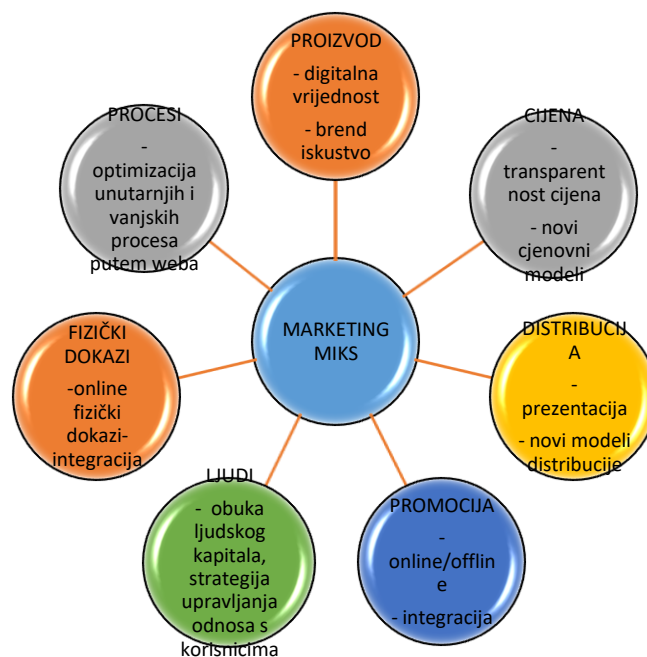 PROIZVOD
- digitalna
vrijednost
- brend
iskustvo
CIJENA
-
transparent
nost cijena
- novi
cjenovni
modeli
DISTRIBUCIJ
A
-
prezentacija
- novi modeli
distribucije
PROMOCIJA
-
online/offlin
e
- integracija
LJUDI
- obuka
ljudskog
kapitala,
strategija
upravljanja
odnosa s
korisnicima
FIZIČKI
DOKAZI
-online
fizički
dokazi-
integracija
PROCESI
-
optimizacija
unutarnjih i
vanjskih
procesa
putem weba
MARKETING
MIKS